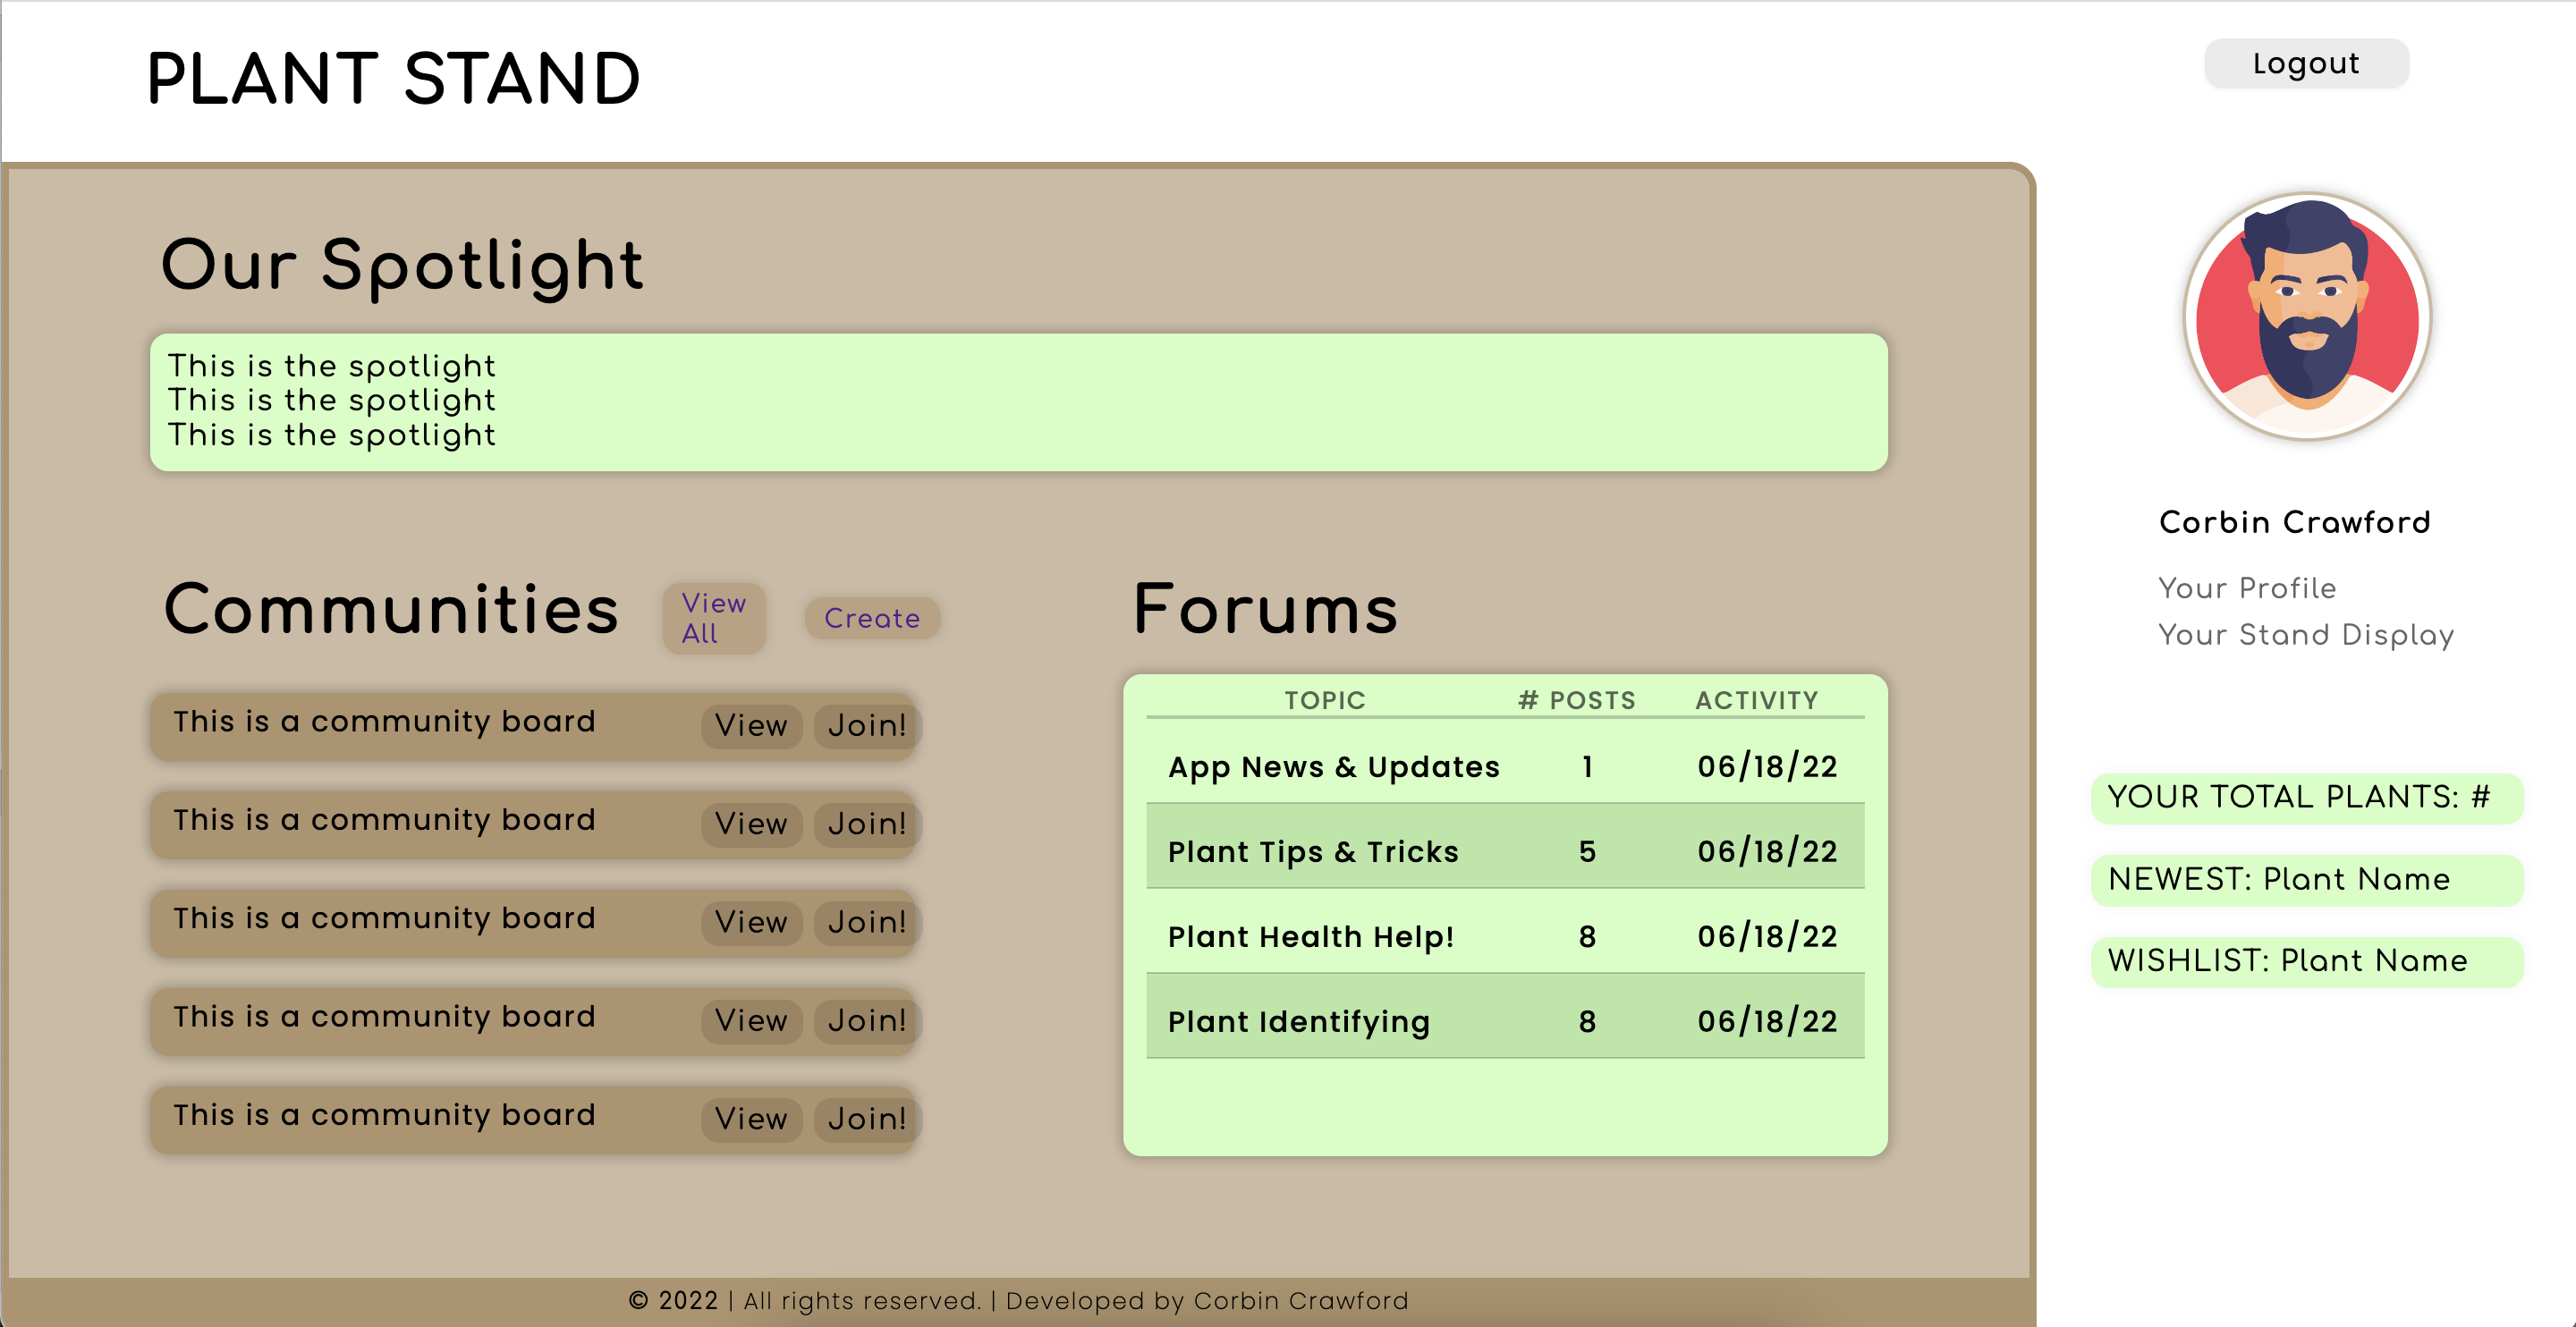 PLANT STAND
Logout
Our Spotlight
This is the spotlight
This is the spotlight
This is the spotlight
Communities
View
All
Create
This is a community board View Join!
This is a community board View Join!
This is a community board View Join!
This is a community board View Join!
This is a community board View Join!
Forums
TOPIC # POSTS ACTIVITY
App News & Updates 1 06/18/22
Plant Tips & Tricks 5 06/18/22
Plant Health Help! 8 06/18/22
Plant Identifying 8 06/18/22
Corbin Crawford
Your Profile
Your Stand Display
YOUR TOTAL PLANTS: #
NEWEST: Plant Name
WISHLIST: Plant Name
© 2022 | All rights reserved. | Developed by Corbin Crawford